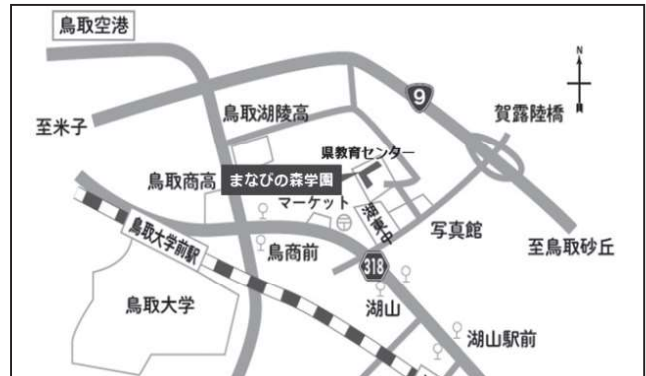 鳥取空港
N
9
賀露陸橋
鳥取湖陵高
至米子
県教育センター
鳥取商高
まなびの森学園
マーケット
湖東中
写真館
至鳥取砂丘
鳥取大学前駅
鳥商前
318
鳥取大学
湖山
湖山駅前